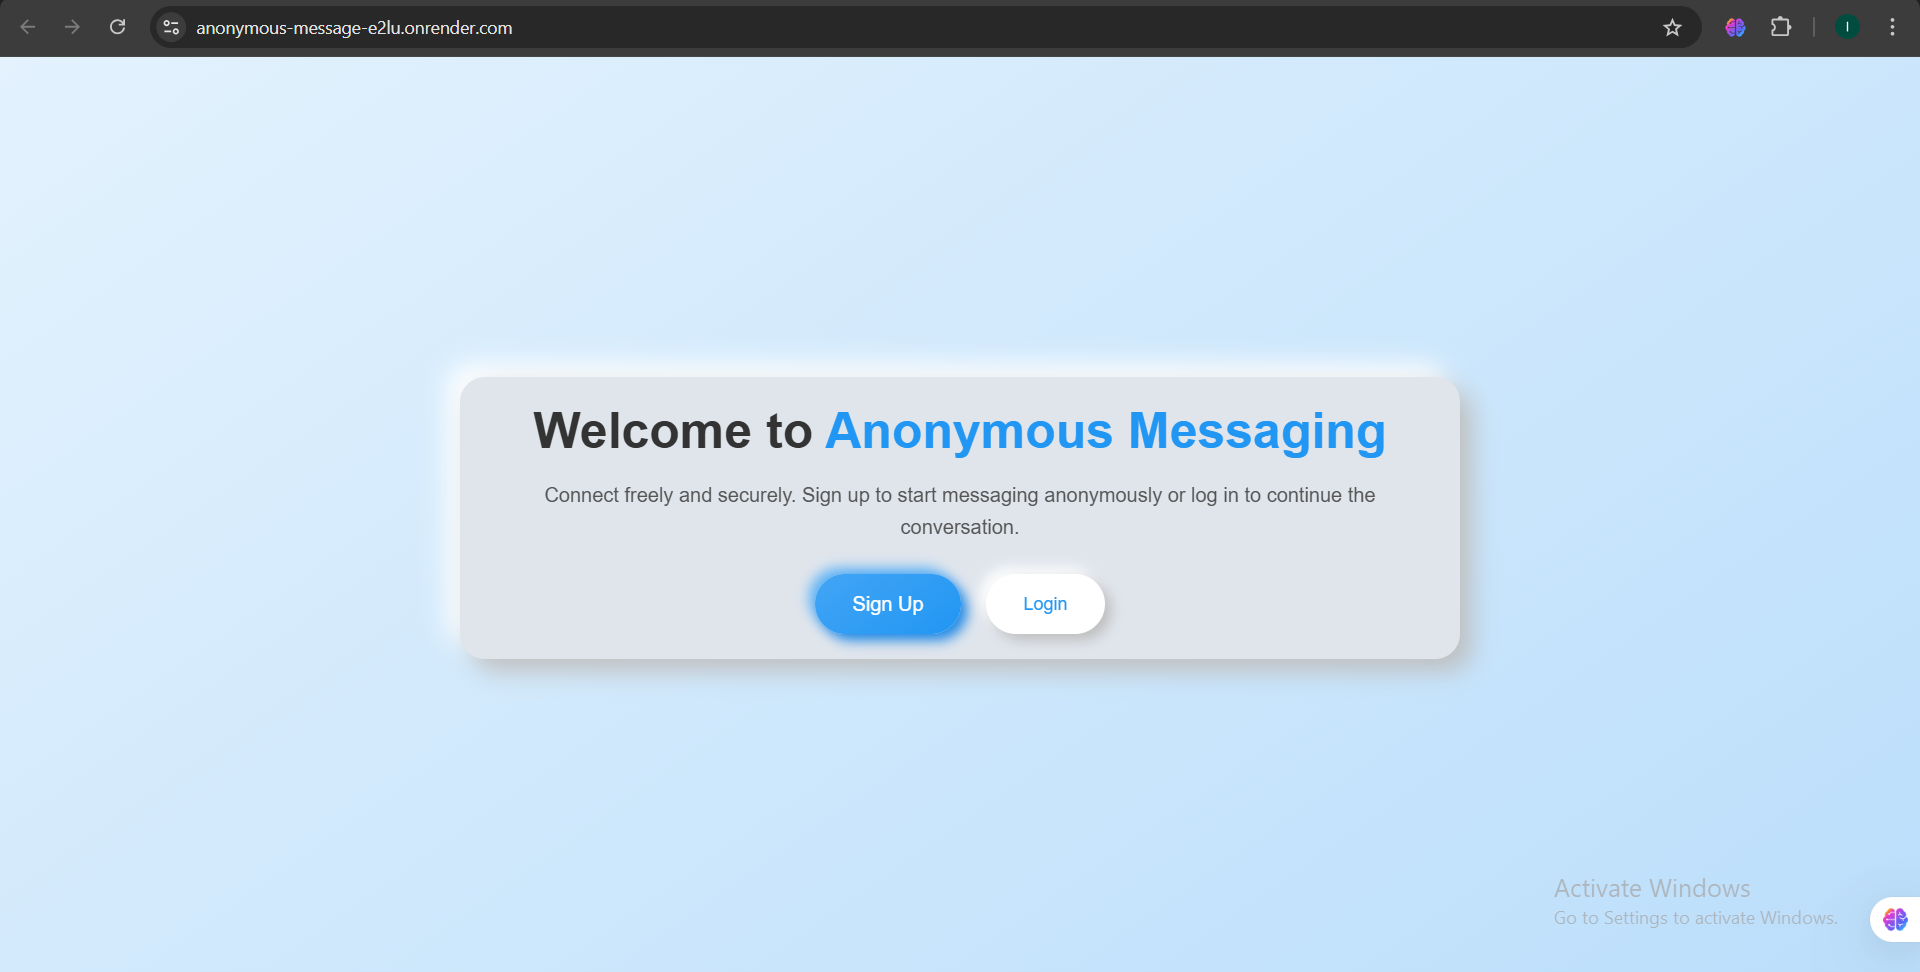 anonymous-message-e2lu.onrender.com
I
Welcome to Anonymous Messaging
Connect freely and securely. Sign up to start messaging anonymously or log in to continue the
conversation.
Sign Up
Login
Activate Windows
Go to Settings to activate Windows.